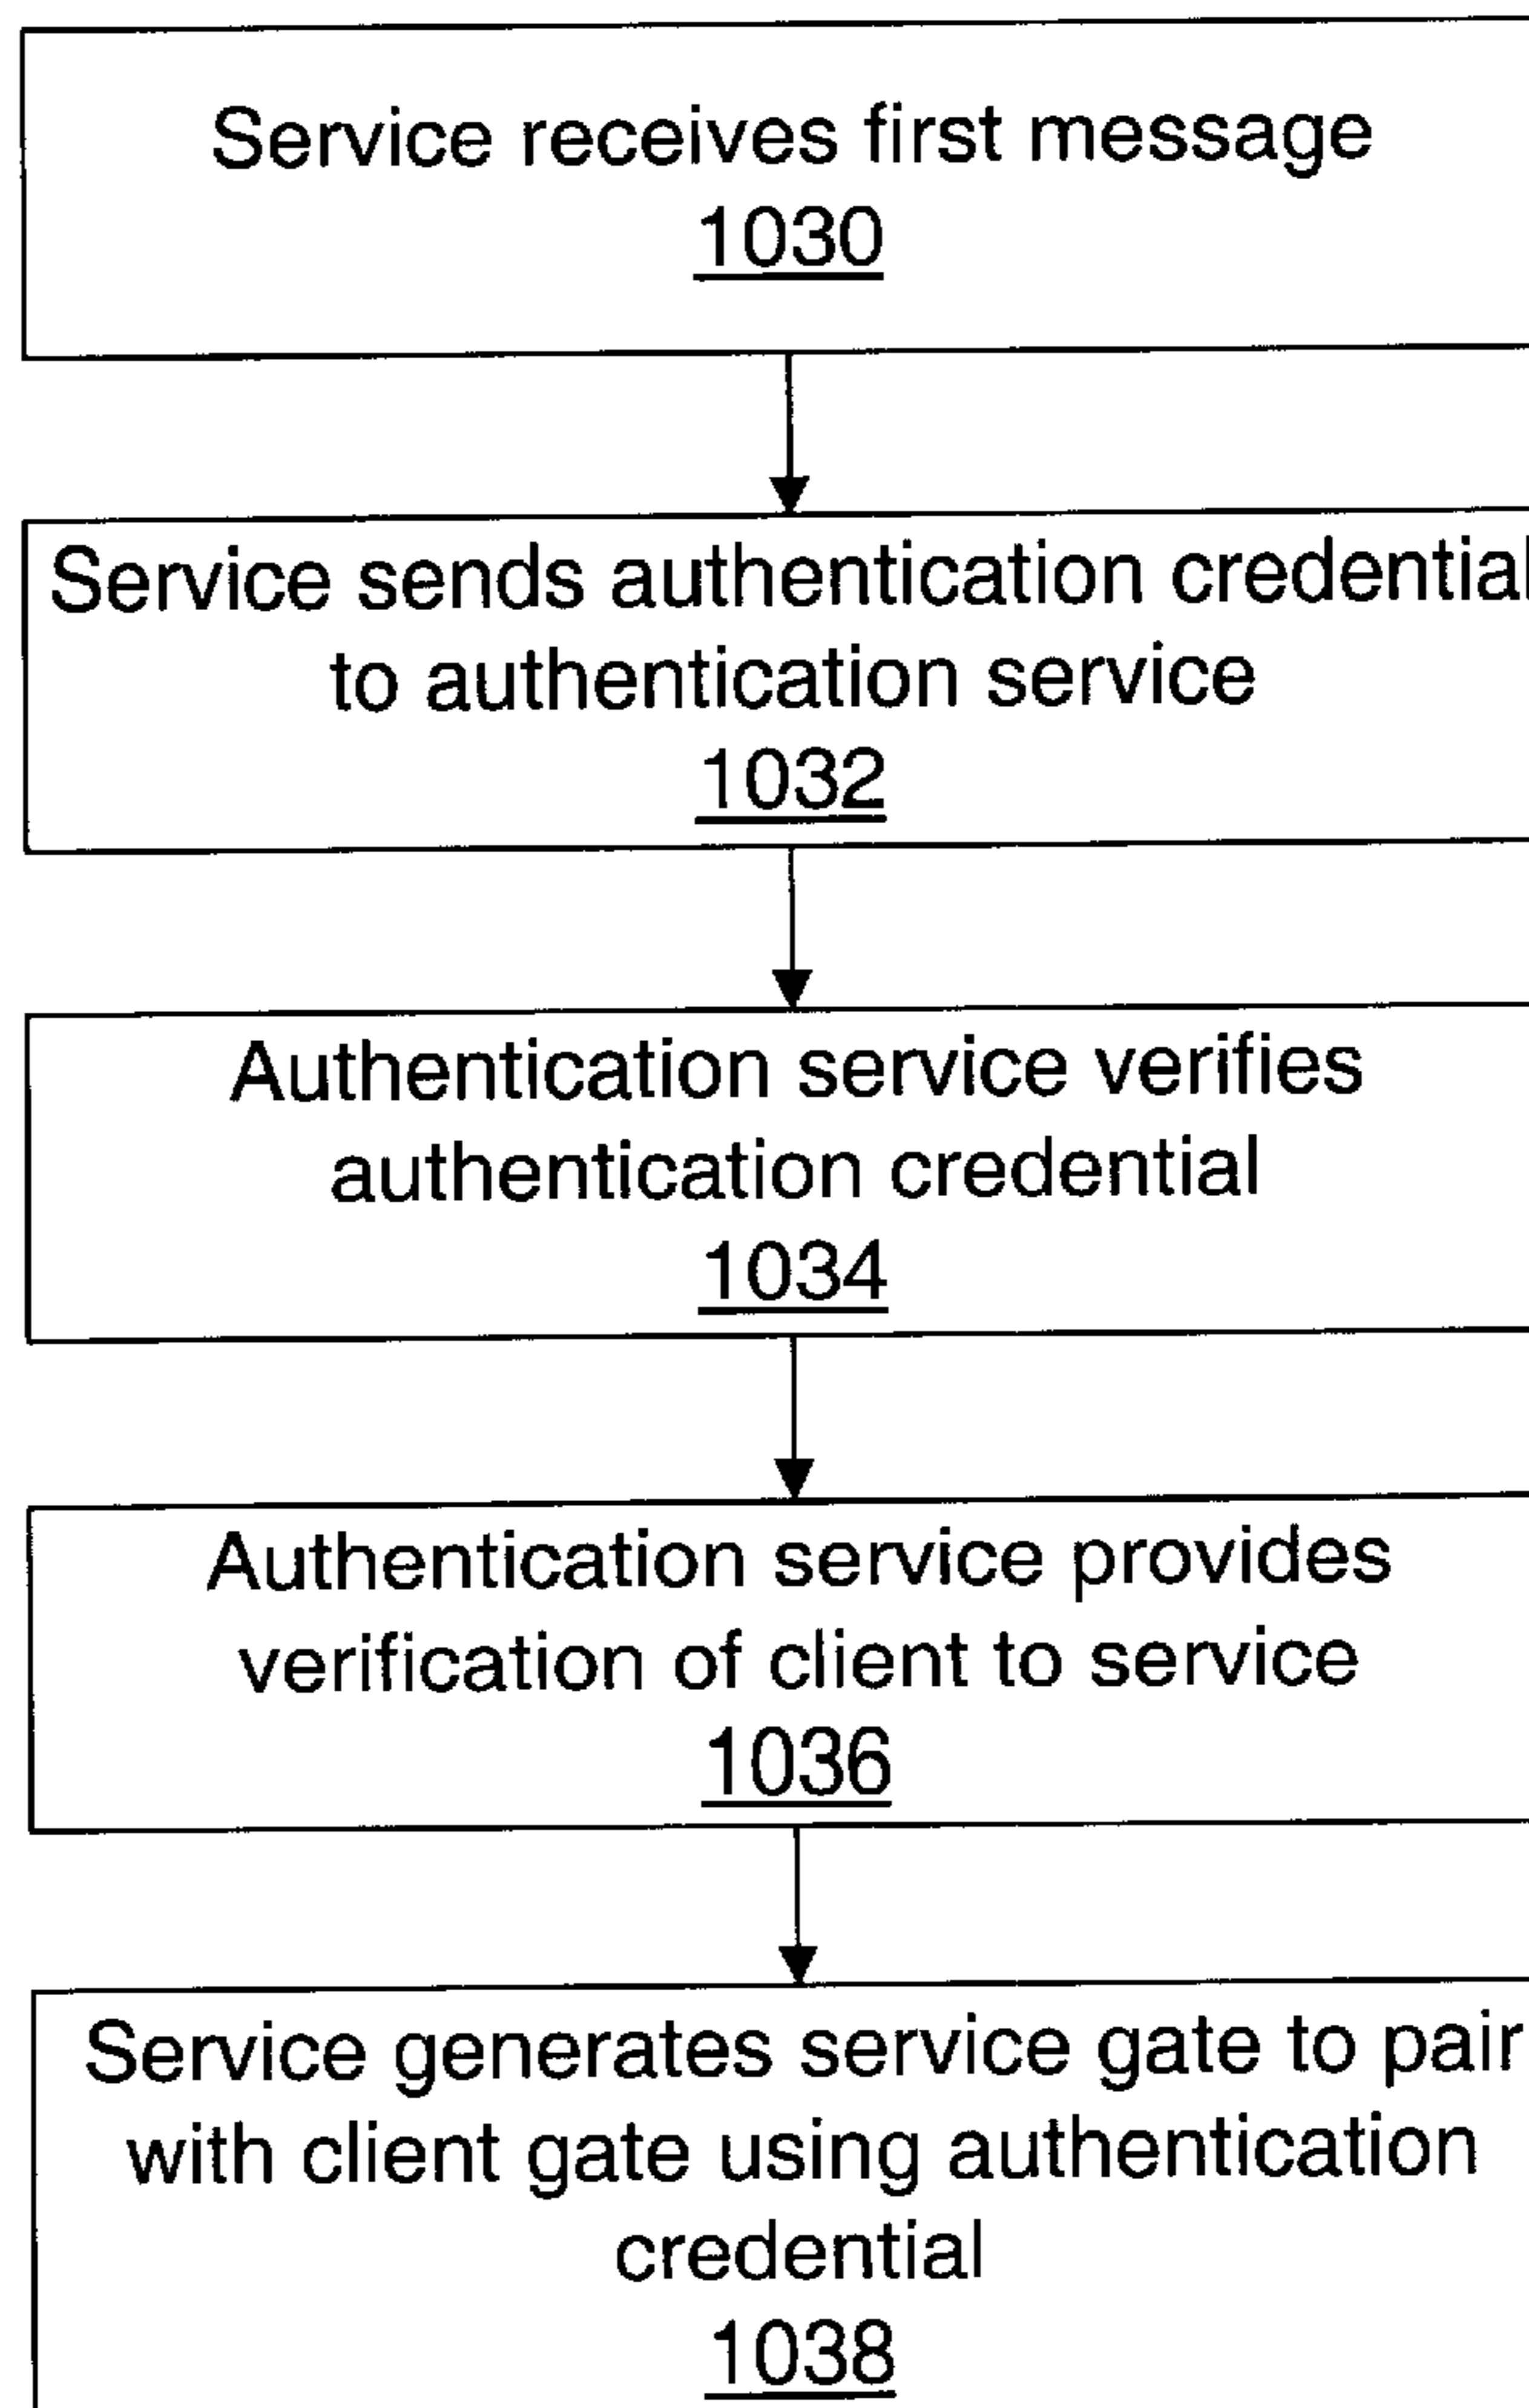 Service receives first message
1030
Service sends authentication credential
to authentication service
1032
Authentication service verifies
authentication credential
1034
Authentication service provides
verification of client to service
1036
Service generates service gate to pair
with client gate using authentication
credential
1038